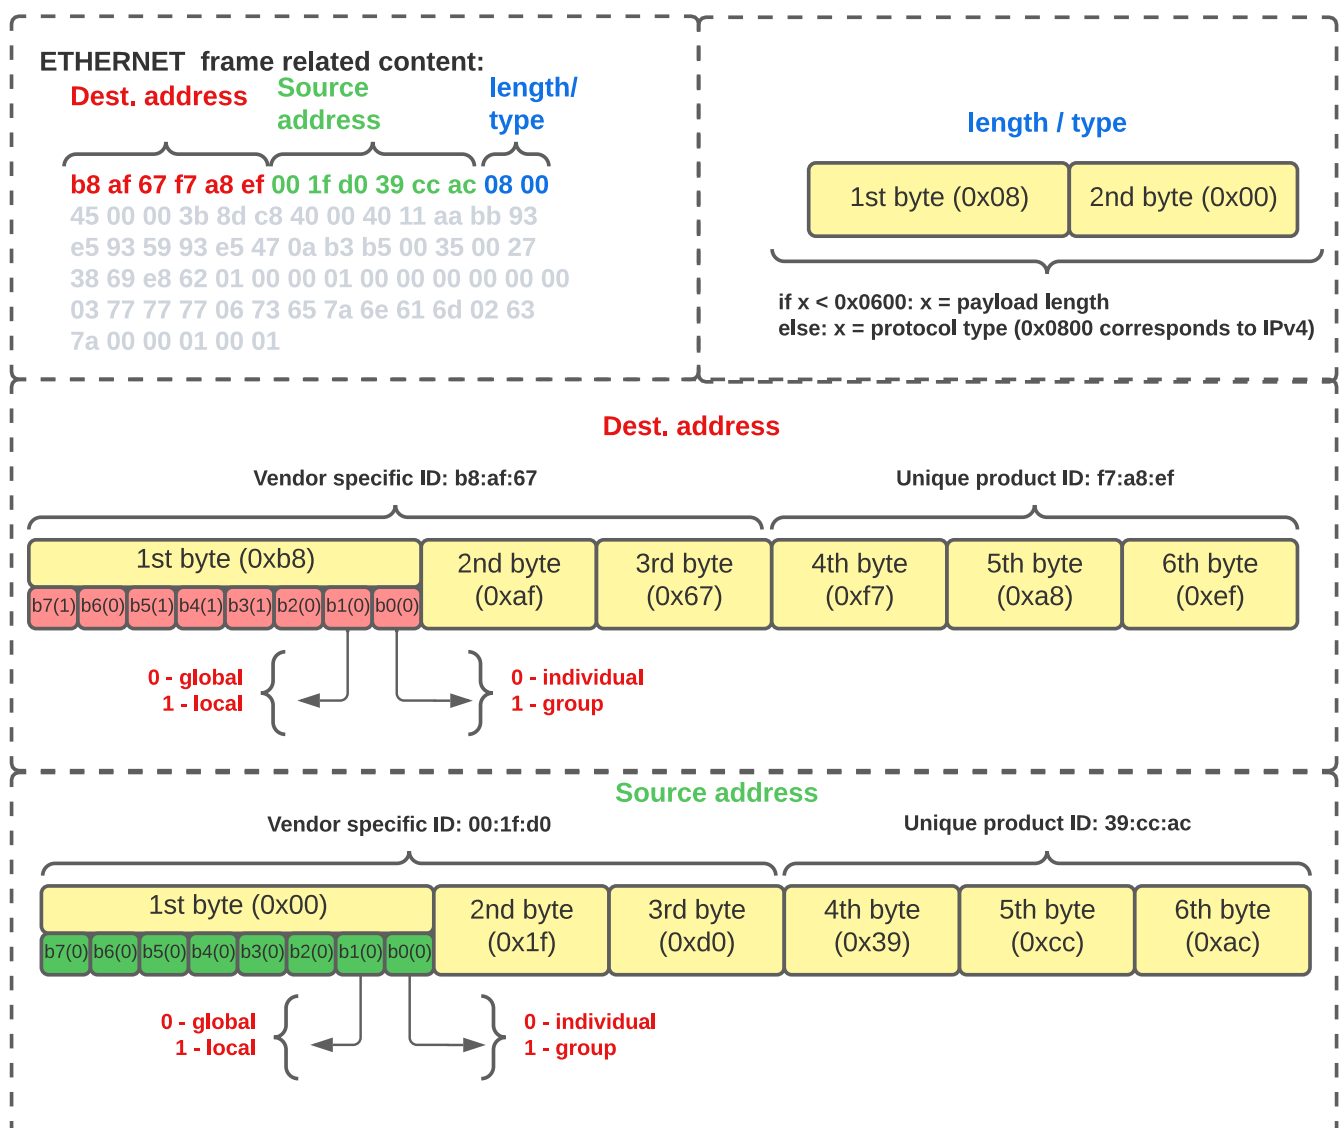 ETHERNET frame related content:
Dest. address
Source
address
length/
type
b8 af 67 f7 a8 ef 00 1f d0 39 cc ac 08 00
45 00 00 3b 8d c8 40 00 40 11 aa bb 93
e5 93 59 93 e5 47 0a b3 b5 00 35 00 27
38 69 e8 62 01 00 00 01 00 00 00 00 00 00
03 77 77 77 06 73 65 7a 6e 61 6d 02 63
7a 00 00 01 00 01
length / type
1st byte (0x08)
2nd byte (0x00)
if x < 0x0600: x = payload length
else: x = protocol type (0x0800 corresponds to IPv4)
Dest. address
Vendor specific ID: b8:af:67
Unique product ID: f7:a8:ef
1st byte (0xb8)
b7(1) b6(0) b5(1) b4(1) b3(1) b2(0) b1(0) b0(0)
2nd byte
(0xaf)
3rd byte
(0x67)
4th byte
(0xf7)
5th byte
(0xa8)
6th byte
(0xef)
0 - global
1 - local
0 - individual
1 - group
Source address
Vendor specific ID: 00:1f:d0
Unique product ID: 39:cc:ac
1st byte (0x00)
b7(0) b6(0) b5(0) b4(0) b3(0) b2(0) b1(0) b0(0)
2nd byte
(0x1f)
3rd byte
(0xd0)
4th byte
(0x39)
5th byte
(0xcc)
6th byte
(0xac)
0 - global
1 - local
0 - individual
1 - group